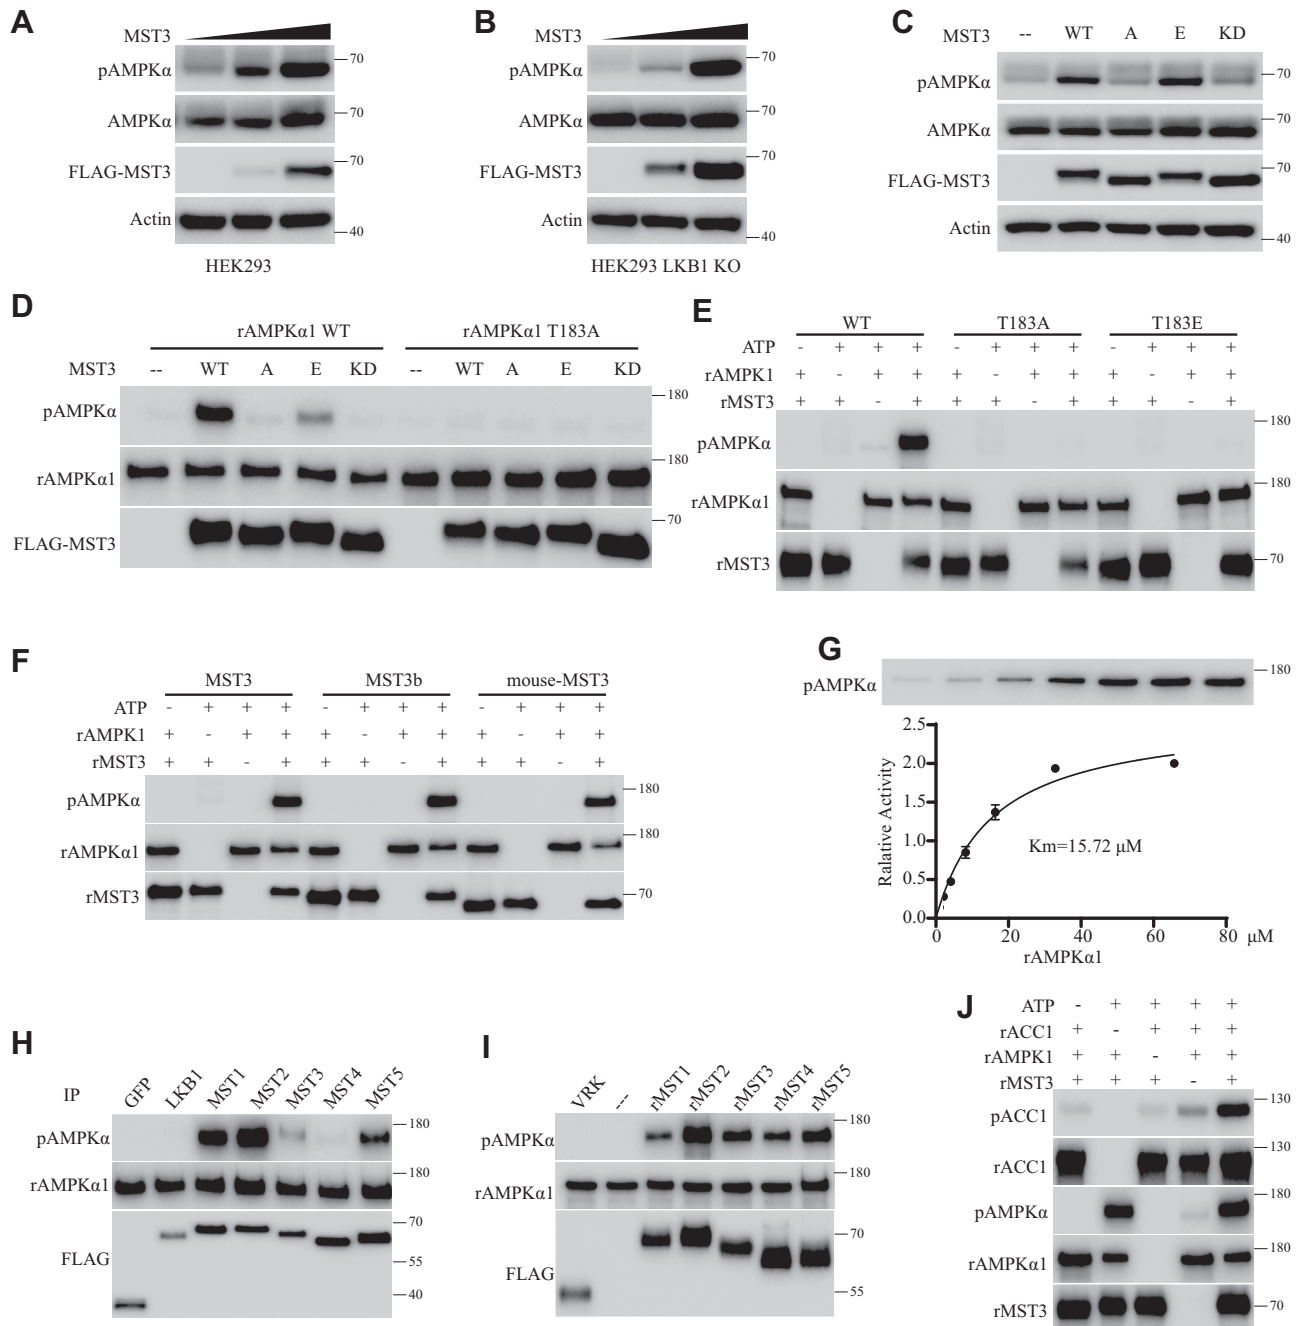 A
MST3
pAMPKα
70
AMPKα
70
FLAG-MST3
70
Actin
40
HEK293
B
MST3
pAMPKα
70
AMPKα
70
FLAG-MST3
70
Actin
40
HEK293 LKB1 KO
C
MST3 -- WT A E KD
pAMPKα
70
AMPKα
70
FLAG-MST3
70
Actin
40
D
rAMPKα1 WT rAMPKα1 T183A
MST3 -- WT A E KD -- WT A E KD
pAMPKα
180
rAMPKα1
180
FLAG-MST3
70
E
WT T183A T183E
ATP - + + + - + + + - + + +
rAMPK1 + - + + + - + + + - + +
rMST3 + + - + + + - + + + - +
pAMPKα
180
rAMPKα1
180
rMST3
70
F
MST3 MST3b mouse-MST3
ATP - + + + - + + + - + + +
rAMPK1 + - + + + - + + + - + +
rMST3 + + - + + + - + + + - +
pAMPKα
180
rAMPKα1
180
rMST3
70
G
pAMPKα
180
Ralative Activity
2.5
2.0
1.5
1.0
0.5
0.0
Km=15.72 μM
0 20 40 60 80 μM
rAMPKα1
H
IP GFP LKB1 MST1 MST2 MST3 MST4 MST5
pAMPKα
180
rAMPKα1
180
FLAG
70
55
40
I
VRK --- rMST1 rMST2 rMST3 rMST4 rMST5
pAMPKα
180
rAMPKα1
180
FLAG
70
55
J
ATP - + + + +
rACC1 + - + + +
rAMPK1 + + - + +
rMST3 + + + - +
pACC1
130
rACC1
130
pAMPKα
180
rAMPKα1
180
rMST3
70